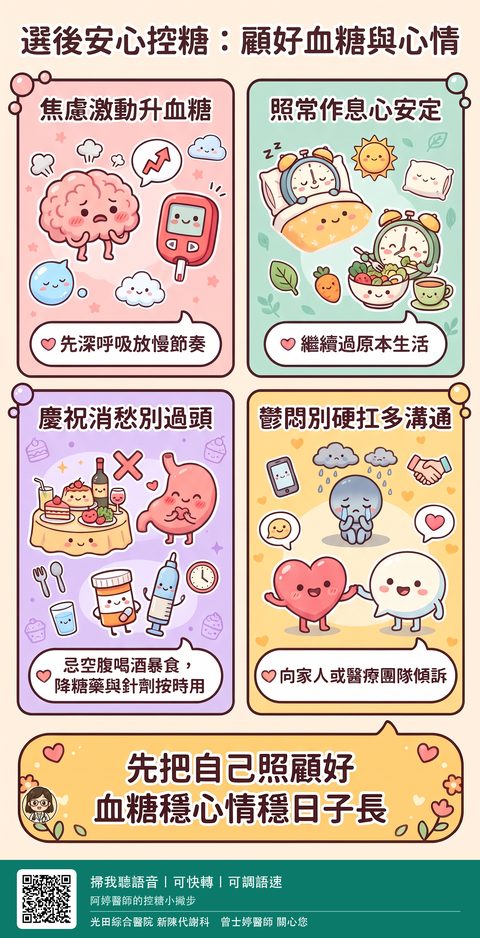 選後安心控糖：顧好血糖與心情
焦慮激動升血糖
先深呼吸放慢節奏
照常作息心安定
繼續過原本生活
慶祝消愁別過頭
忌空腹喝酒暴食，
降糖藥與針劑按時用
鬱悶別硬扛多溝通
向家人或醫療團隊傾訴
先把自己照顧好
血糖穩心情穩日子長
掃我聽語音｜可快轉｜可調語速
阿婷醫師的控糖小撇步
光田綜合醫院 新陳代謝科 曾士婷醫師 關心您